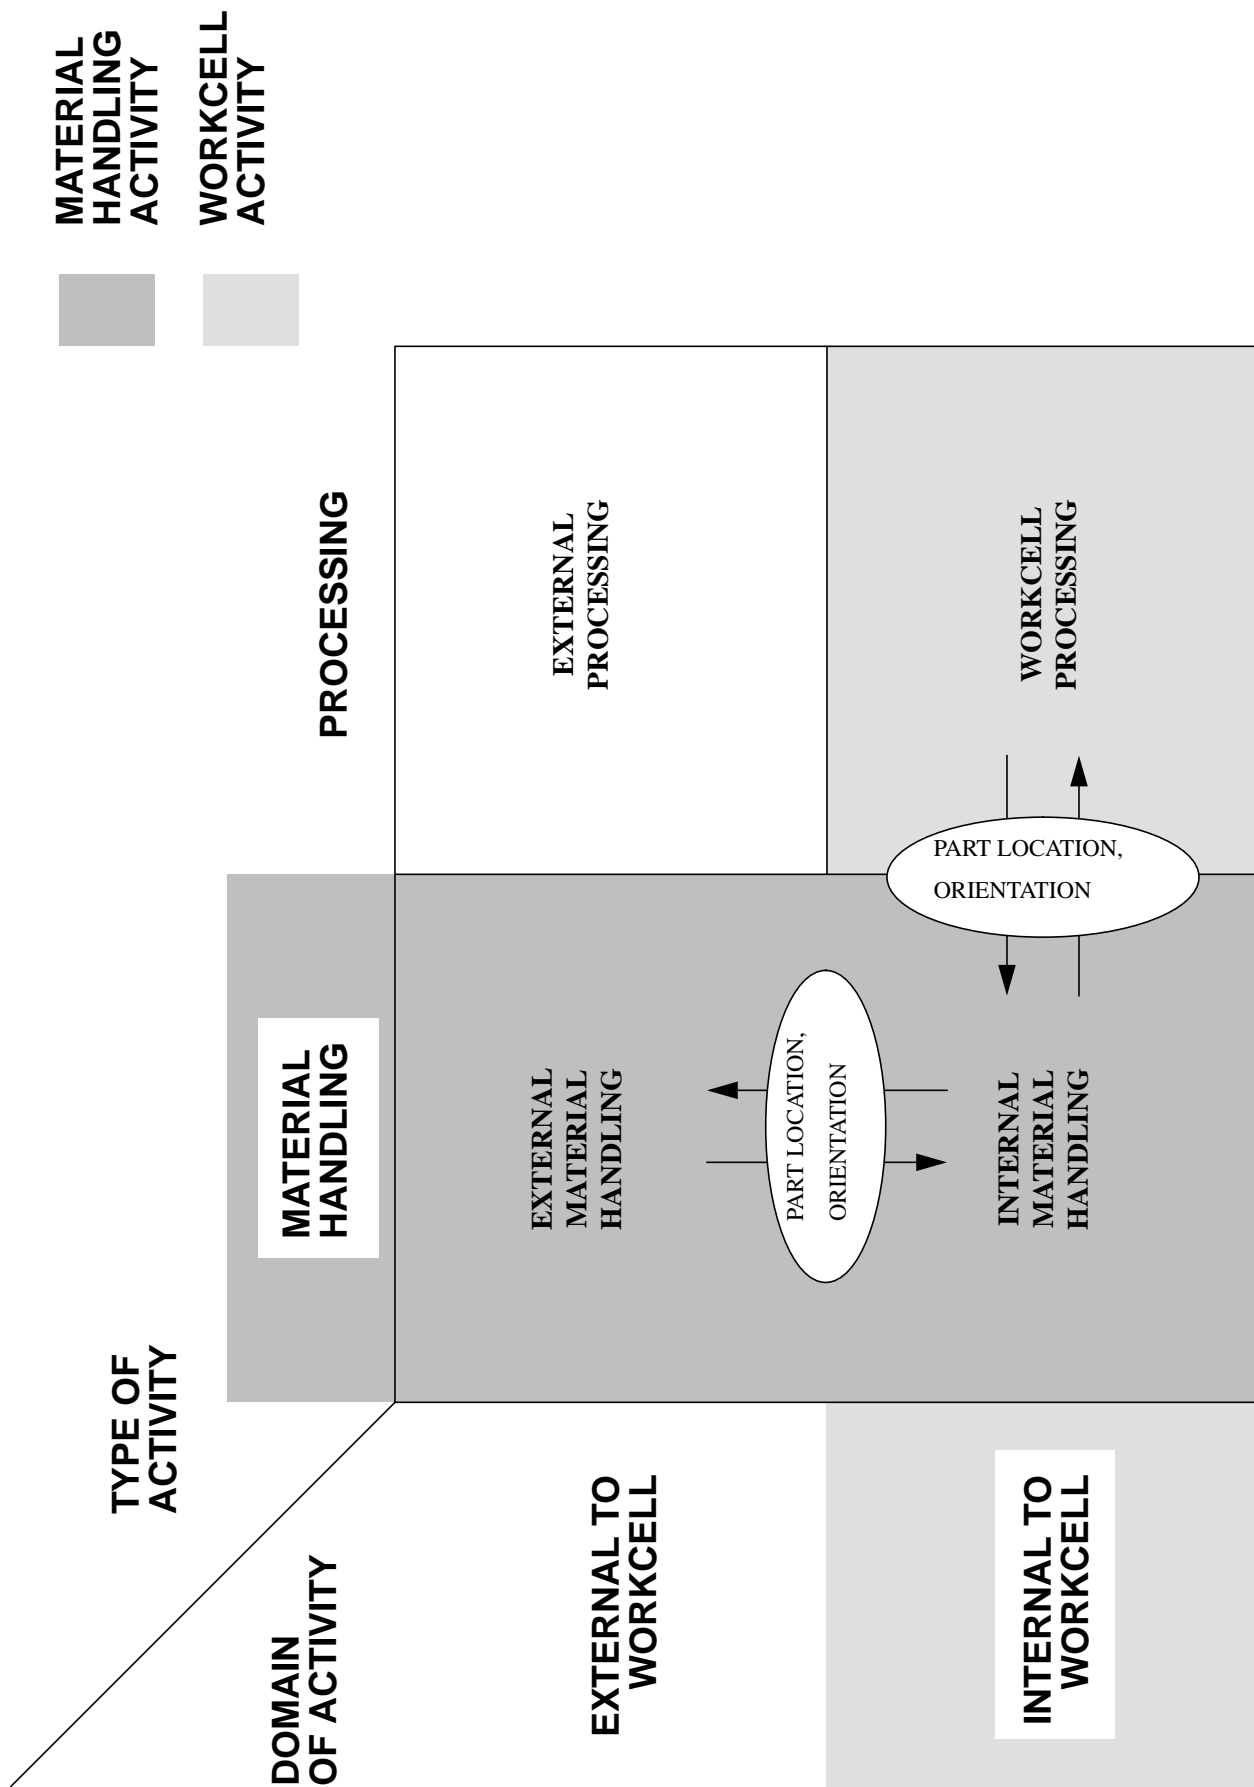 MATERIAL
HANDLING
ACTIVITY
WORKCELL
ACTIVITY
TYPE OF
ACTIVITY
DOMAIN
OF ACTIVITY
MATERIAL
HANDLING
PROCESSING
EXTERNAL TO
WORKCELL
EXTERNAL
MATERIAL
HANDLING
EXTERNAL
PROCESSING
PART LOCATION,
ORIENTATION
INTERNAL TO
WORKCELL
INTERNAL
MATERIAL
HANDLING
PART LOCATION,
ORIENTATION
WORKCELL
PROCESSING